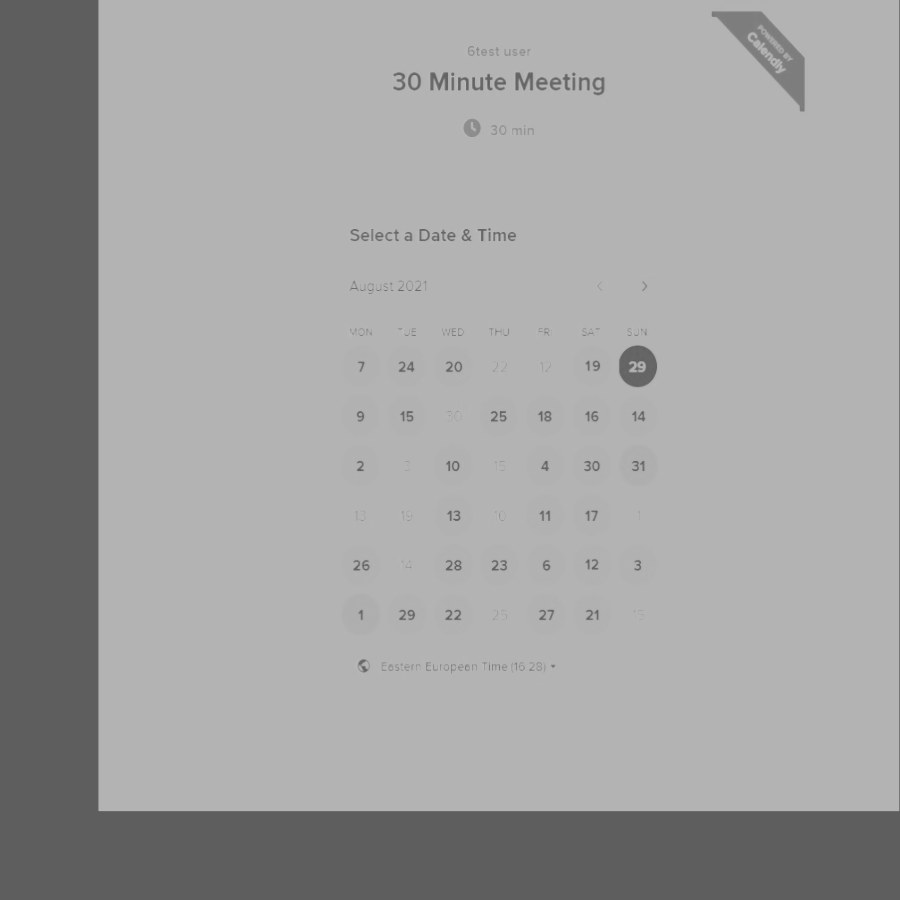 6test user
POWERED BY
Calendly
30 Minute Meeting
30 min
Select a Date & Time
August 2021
MON TUE WED THU FRI SAT SUN
7 24 20 22 12 19 29
9 15 30 25 18 16 14
2 3 10 15 4 30 31
13 19 13 10 11 17 1
26 14 28 23 6 12 3
1 29 22 27 21
Eastern European Time (16:28)